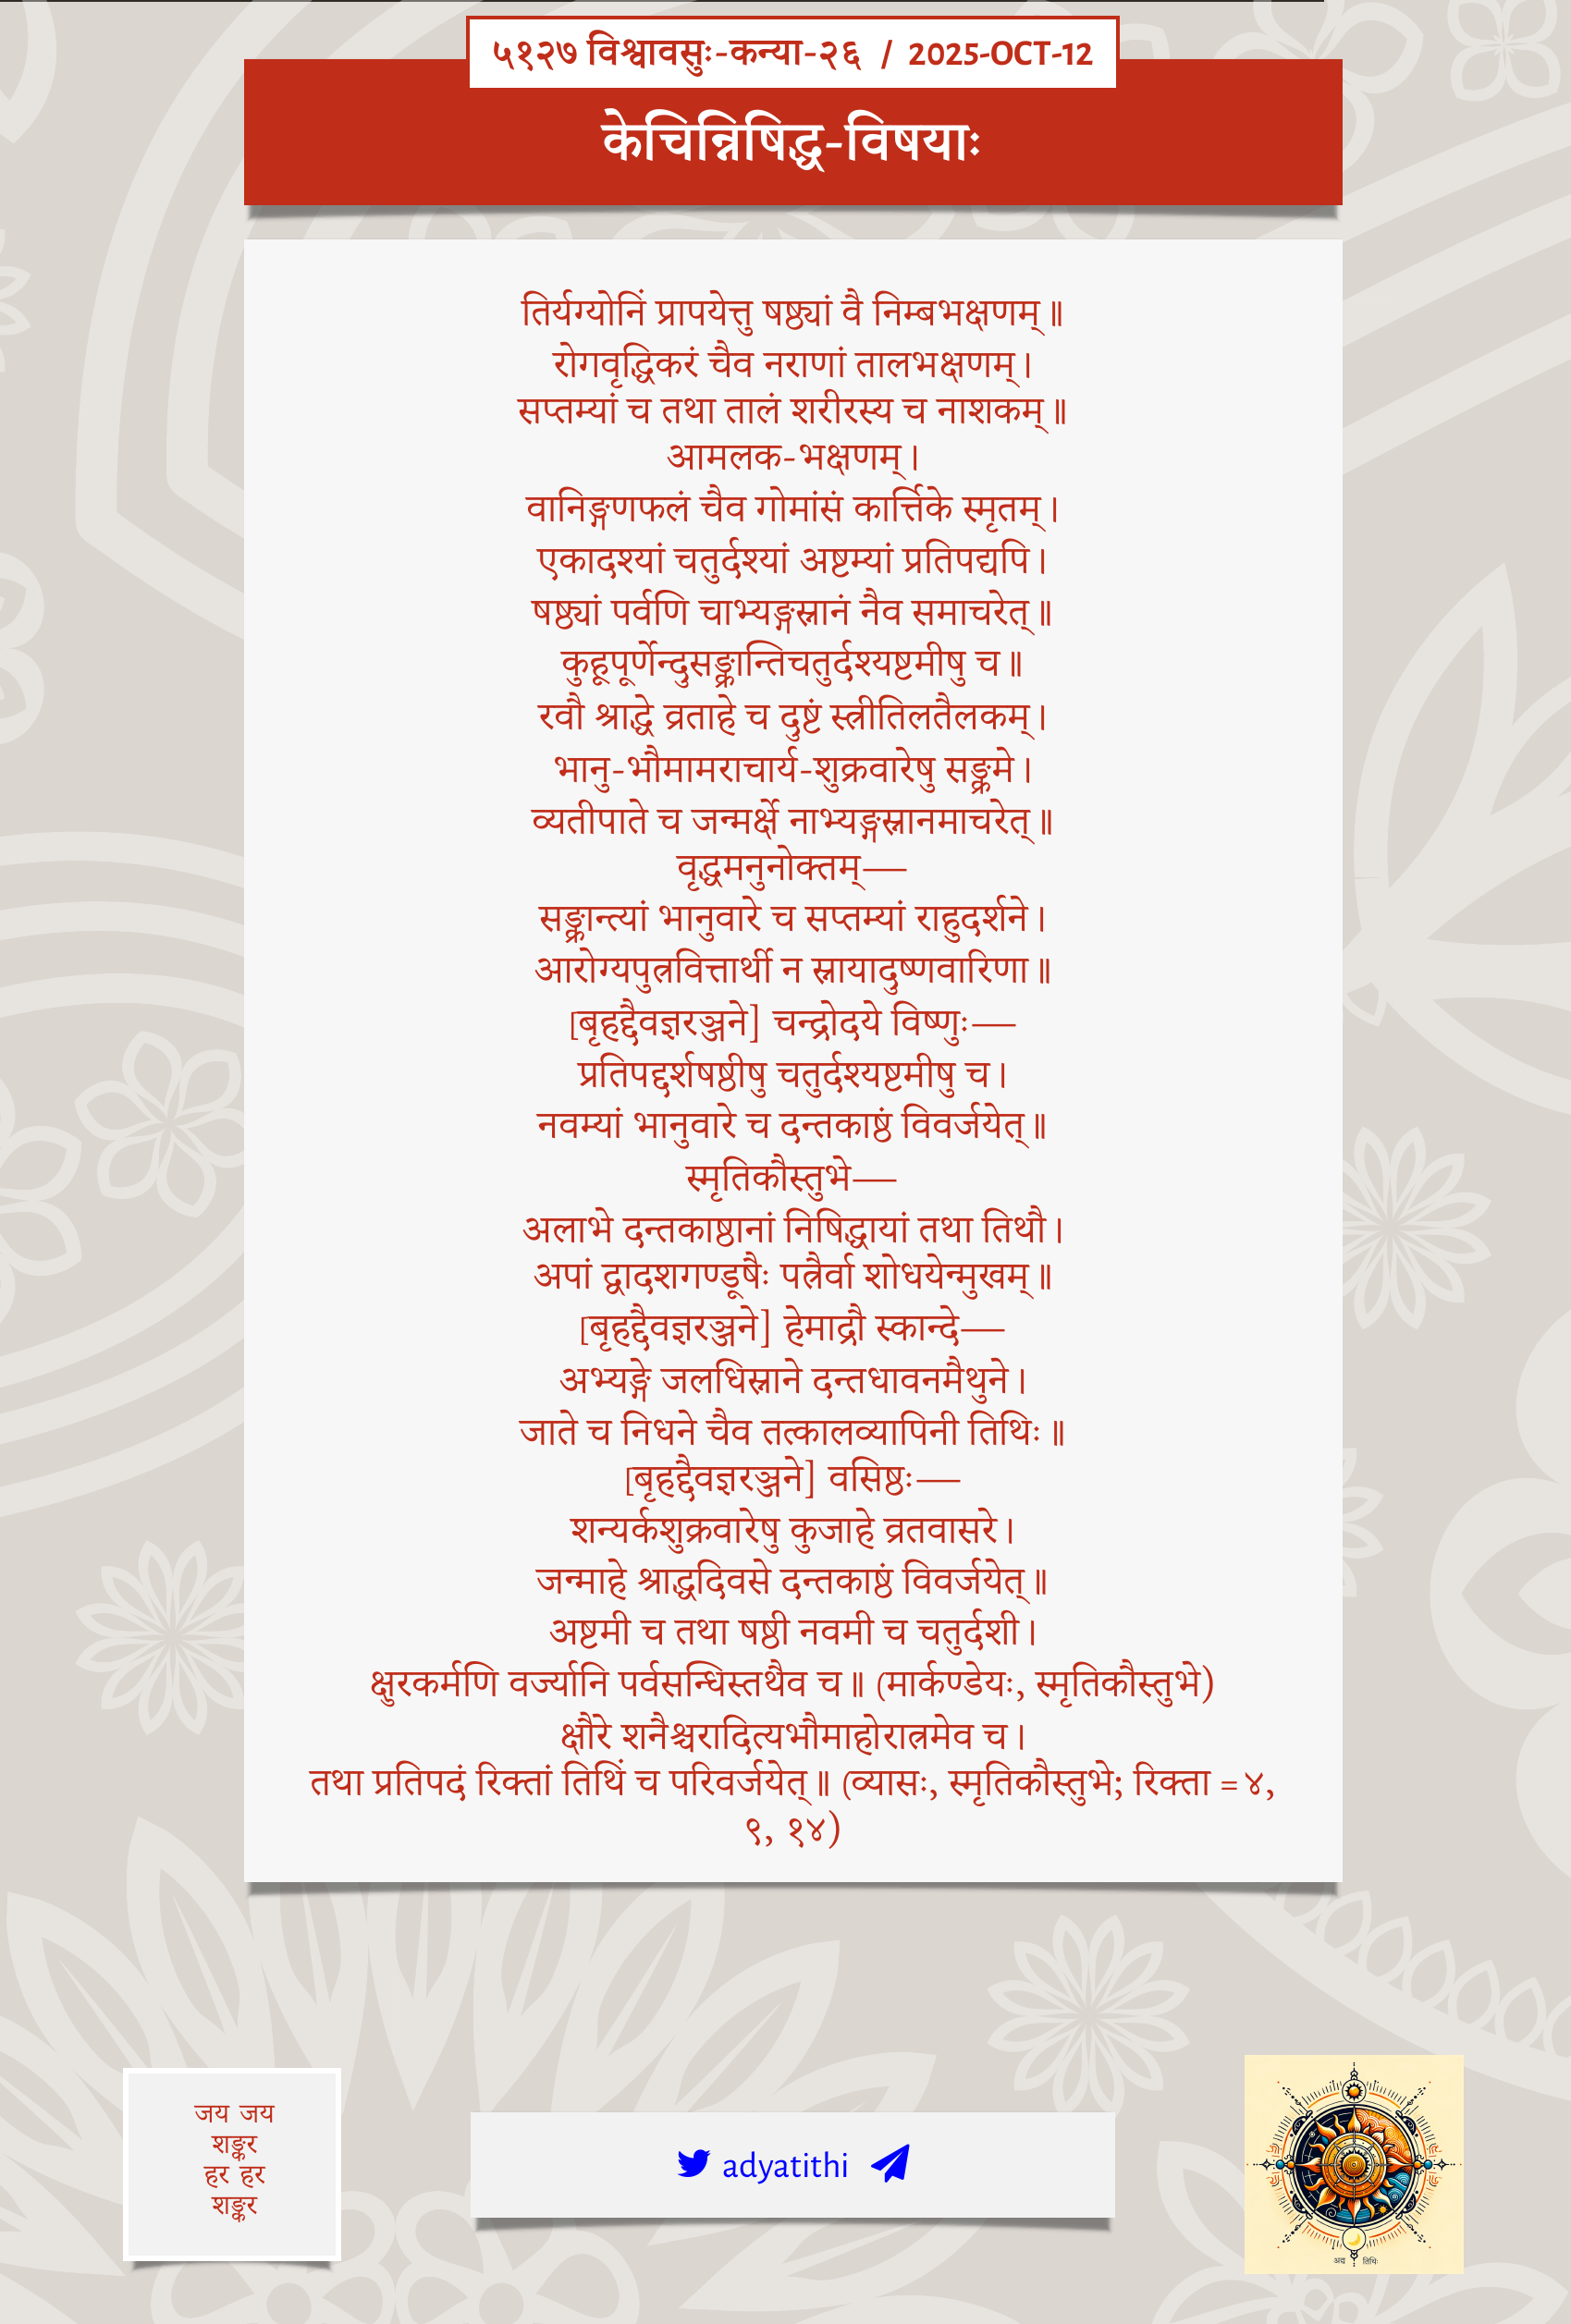 ५१२७ विश्वावसुः-कन्या-२६ / 2025-OCT-12
केचिन्निषिद्ध-विषयाः
तिर्यग्योनिं प्रापयेत्तु षष्ठ्यां वै निम्बभक्षणम्॥
रोगवृद्धिकरं चैव नराणां तालभक्षणम्।
सप्तम्यां च तथा तालं शरीरस्य च नाशकम्॥
आमलक-भक्षणम्।
वानिङ्गणफलं चैव गोमांसं कार्त्तिके स्मृतम्।
एकादश्यां चतुर्दश्यां अष्टम्यां प्रतिपद्यपि।
षष्ठ्यां पर्वणि चाभ्यङ्गस्नानं नैव समाचरेत्॥
कुहूपूर्णेन्दुसङ्क्रान्तिचतुर्दश्यष्टमीषु च॥
रवौ श्राद्धे व्रताहे च दुष्टं स्त्रीतिलतैलकम्।
भानु-भौमामराचार्य-शुक्रवारेषु सङ्क्रमे।
व्यतीपाते च जन्मर्क्षे नाभ्यङ्गस्नानमाचरेत्॥
वृद्धमनुनोक्तम्—
सङ्क्रान्त्यां भानुवारे च सप्तम्यां राहुदर्शने।
आरोग्यपुत्रवित्तार्थी न स्नायादुष्णवारिणा॥
[बृहद्दैवज्ञरञ्जने] चन्द्रोदये विष्णुः—
प्रतिपद्दर्शषष्ठीषु चतुर्दश्यष्टमीषु च।
नवम्यां भानुवारे च दन्तकाष्ठं विवर्जयेत्॥
स्मृतिकौस्तुभे—
अलाभे दन्तकाष्ठानां निषिद्धायां तथा तिथौ।
अपां द्वादशगण्डूषैः पत्रैर्वा शोधयेन्मुखम्॥
[बृहद्दैवज्ञरञ्जने] हेमाद्रौ स्कान्दे—
अभ्यङ्गे जलधिस्नाने दन्तधावनमैथुने।
जाते च निधने चैव तत्कालव्यापिनी तिथिः॥
[बृहद्दैवज्ञरञ्जने] वसिष्ठः—
शन्यर्कशुक्रवारेषु कुजाहे व्रतवासरे।
जन्माहे श्राद्धदिवसे दन्तकाष्ठं विवर्जयेत्॥
अष्टमी च तथा षष्ठी नवमी च चतुर्दशी।
क्षुरकर्मणि वर्ज्यानि पर्वसन्धिस्तथैव च॥ (मार्कण्डेयः, स्मृतिकौस्तुभे)
क्षौरे शनैश्चरादित्यभौमाहोरात्रमेव च।
तथा प्रतिपदं रिक्तां तिथिं च परिवर्जयेत्॥ (व्यासः, स्मृतिकौस्तुभे; रिक्ता = ४,
९, १४)
जय जय
शङ्कर
हर हर
शङ्कर
adyatithi
अद्य तिथिः